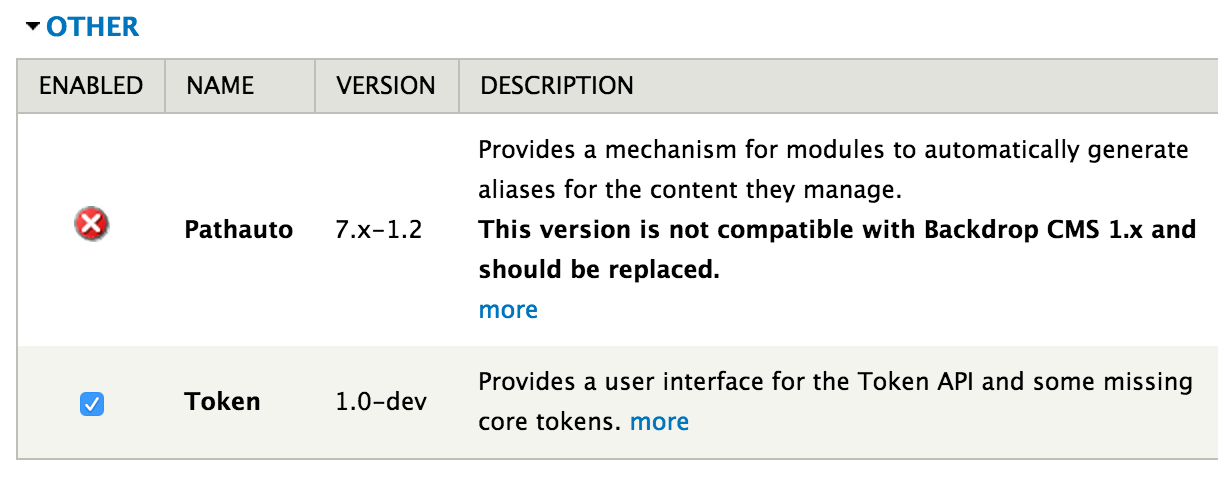 OTHER
ENABLED NAME VERSION DESCRIPTION
Provides a mechanism for modules to automatically generate
aliases for the content they manage.
Pathauto 7.x-1.2 This version is not compatible with Backdrop CMS 1.x and
should be replaced.
more
Provides a user interface for the Token API and some missing
Token 1.0-dev
core tokens. more